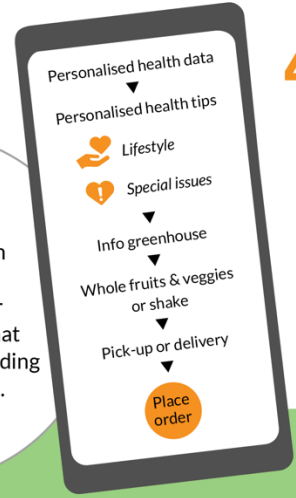 Personalised health data
Personalised health tips
Lifestyle
Special issues
Info greenhouse
Whole fruits & veggies
or shake
Pick-up or delivery
Place
order